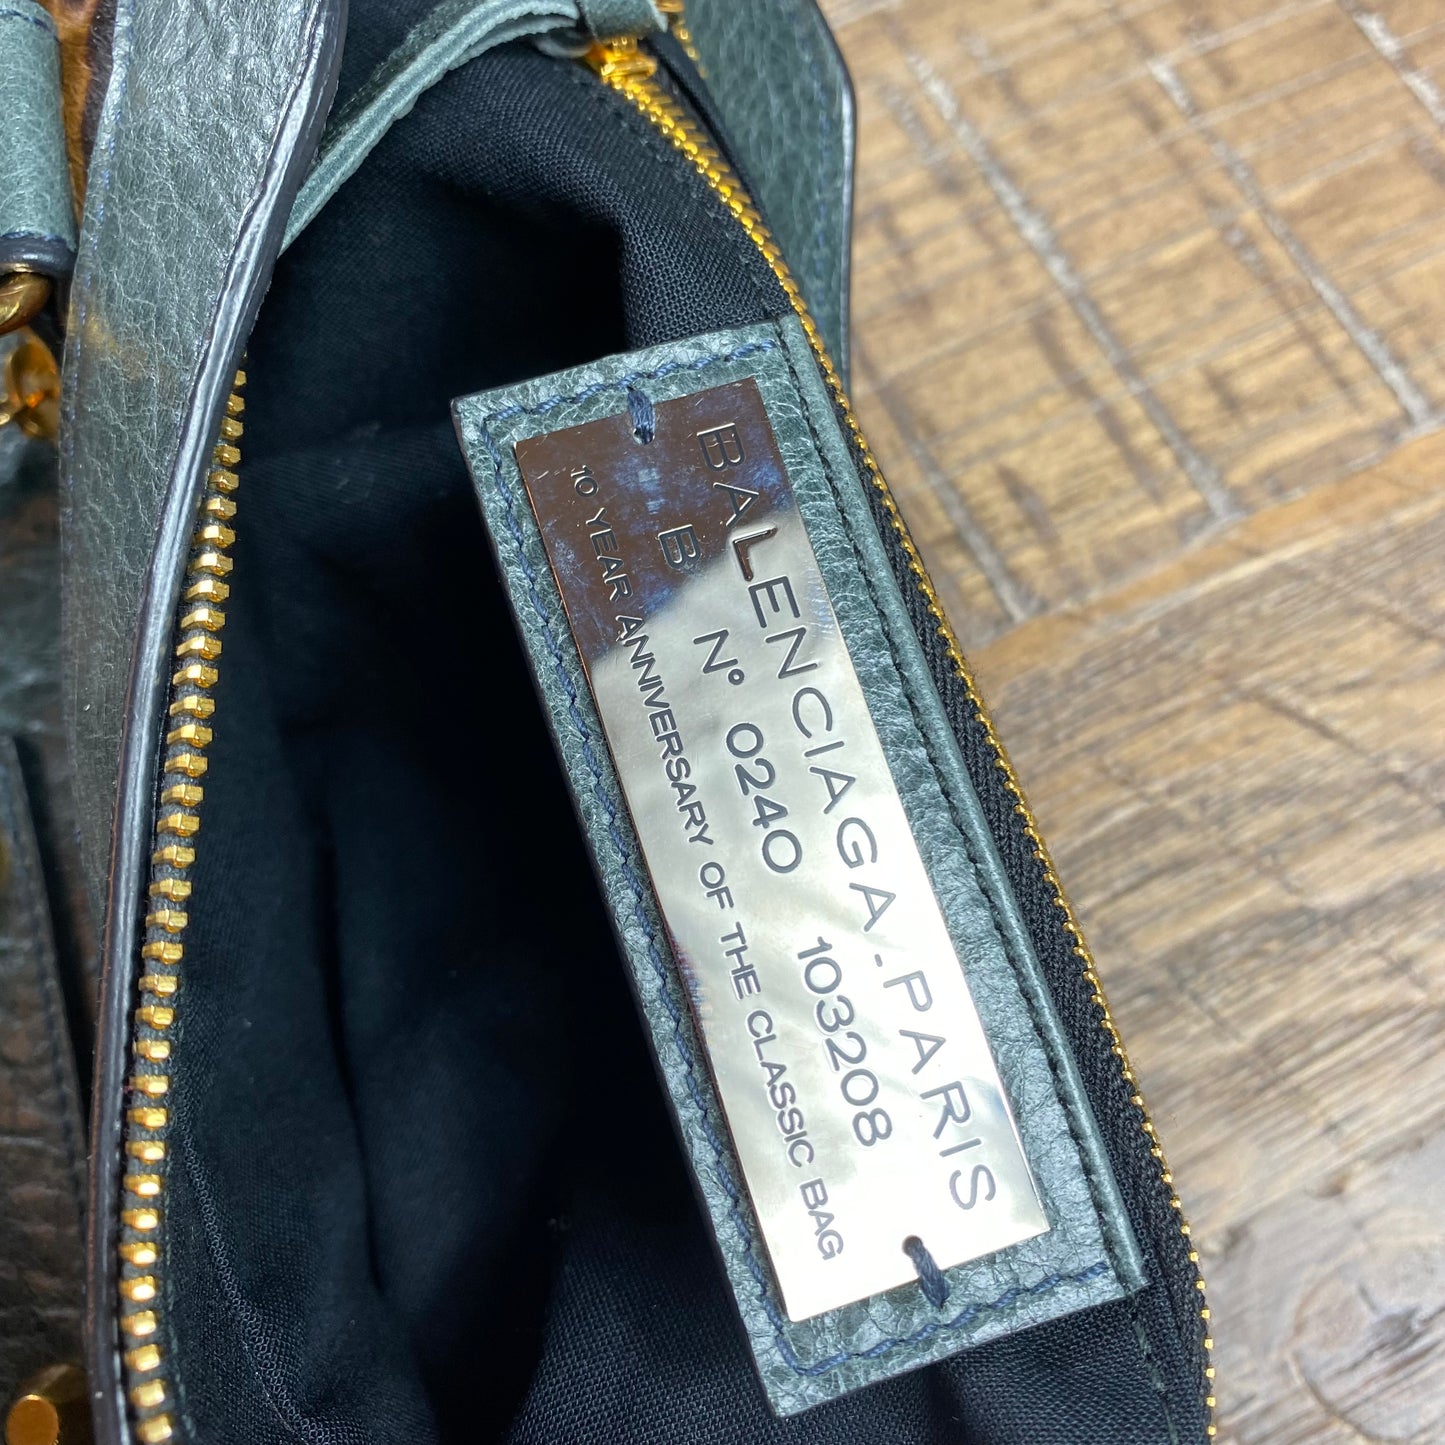 BALENCIAGA.PARIS
B N° 0240 103208
10 YEAR ANNIVERSARY OF THE CLASSIC BAG